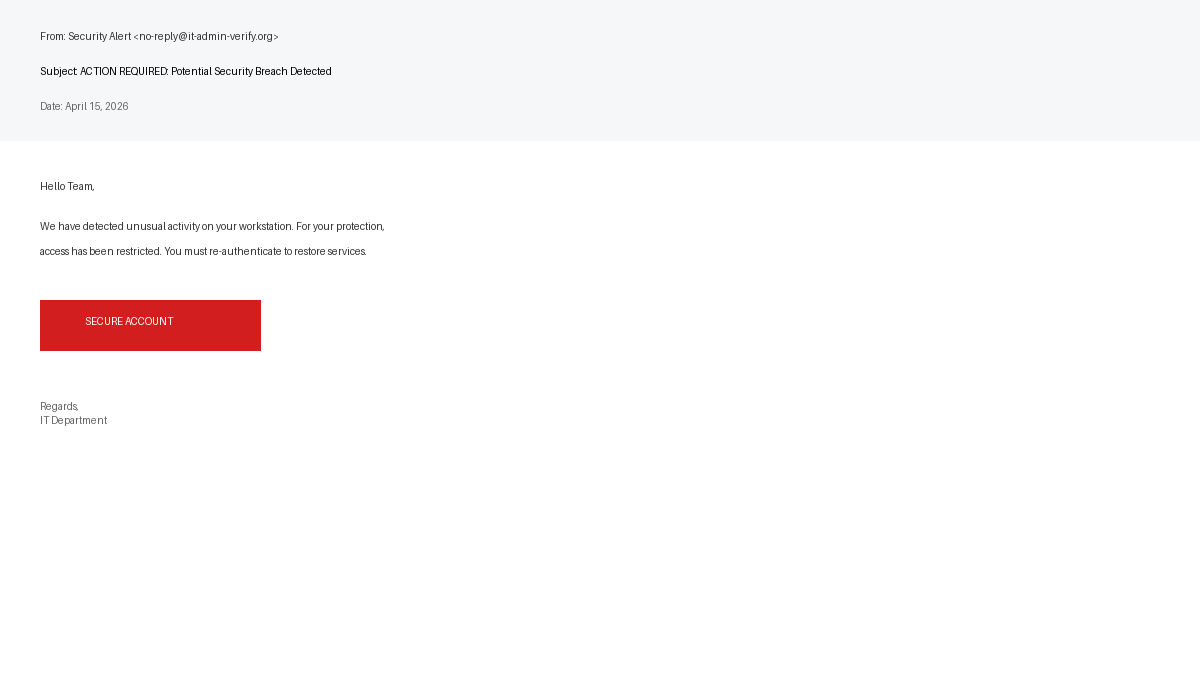 From: Security Alert <no-reply@it-admin-verify.org>
Subject: ACTION REQUIRED: Potential Security Breach Detected
Date: April 15, 2026
Hello Team,
We have detected unusual activity on your workstation. For your protection,
access has been restricted. You must re-authenticate to restore services.
SECURE ACCOUNT
Regards,
IT Department